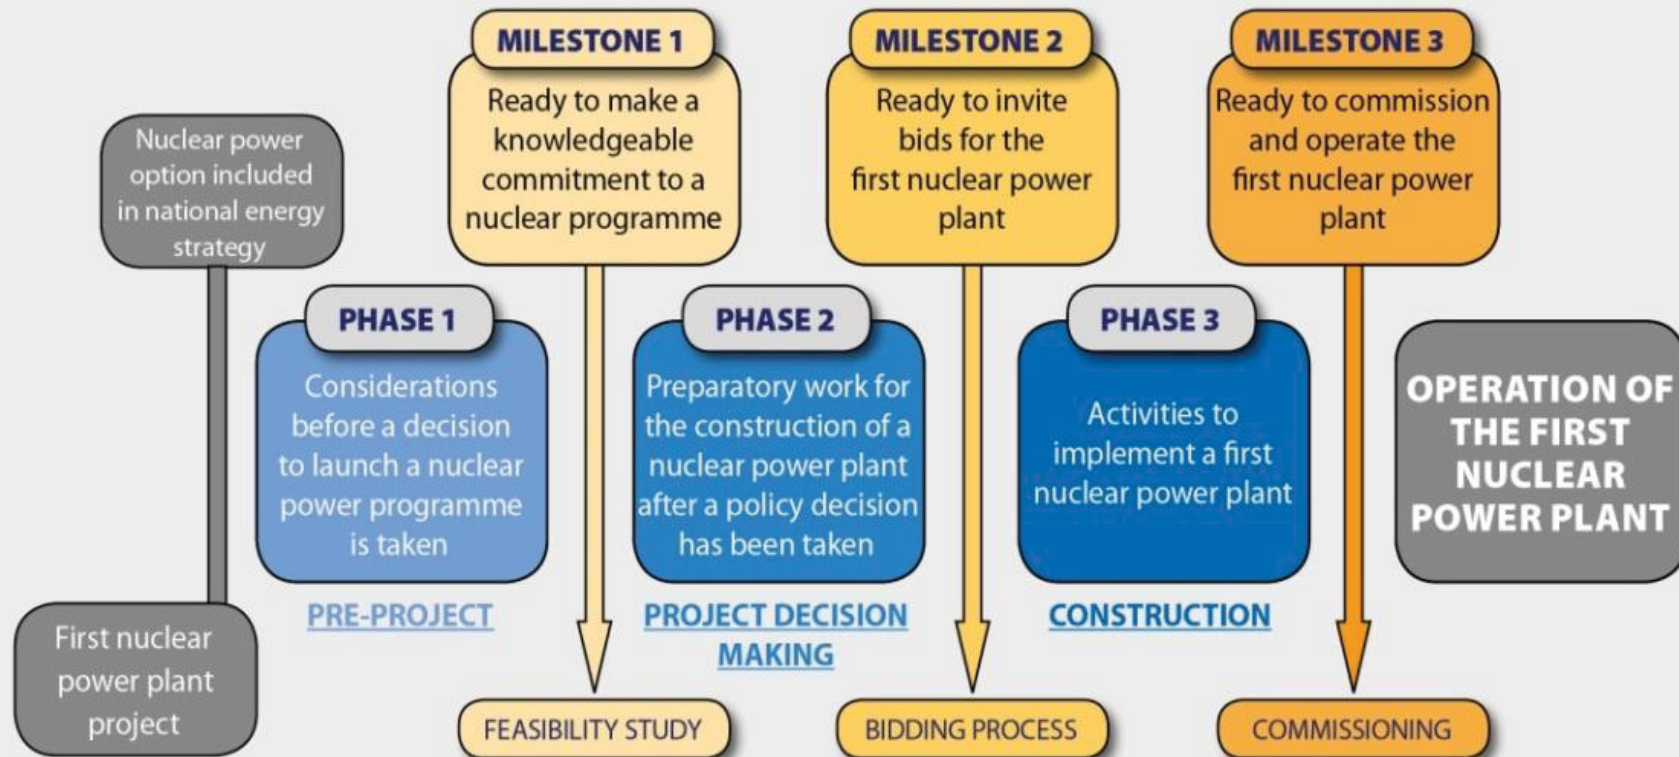 MILESTONE 1
Ready to make a
knowledgeable
commitment to a
nuclear programme
MILESTONE 2
Ready to invite
bids for the
first nuclear power
plant
MILESTONE 3
Ready to commission
and operate the
first nuclear power
plant
Nuclear power
option included
in national energy
strategy
PHASE 1
Considerations
before a decision
to launch a nuclear
power programme
is taken
PRE-PROJECT
PHASE 2
Preparatory work for
the construction of a
nuclear power plant
after a policy decision
has been taken
PROJECT DECISION
MAKING
PHASE 3
Activities to
implement a first
nuclear power plant
CONSTRUCTION
OPERATION OF
THE FIRST
NUCLEAR
POWER PLANT
First nuclear
power plant
project
FEASIBILITY STUDY
BIDDING PROCESS
COMMISSIONING